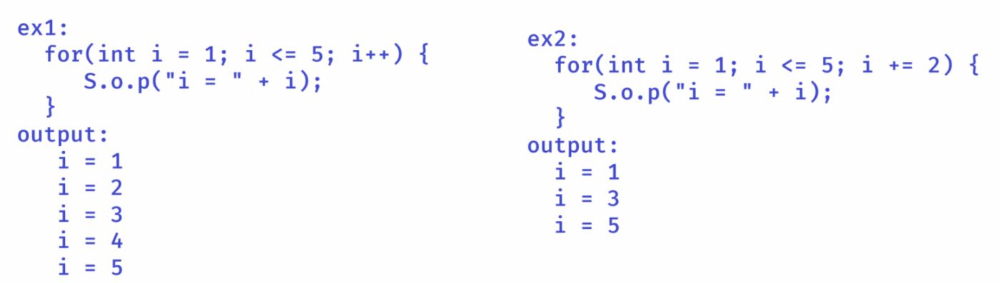 ex1:
for(int i = 1; i <= 5; i++) {
S.o.p("i = " + i);
}
output:
i = 1
i = 2
i = 3
i = 4
i = 5
ex2:
for(int i = 1; i <= 5; i += 2) {
S.o.p("i = " + i);
}
output:
i = 1
i = 3
i = 5